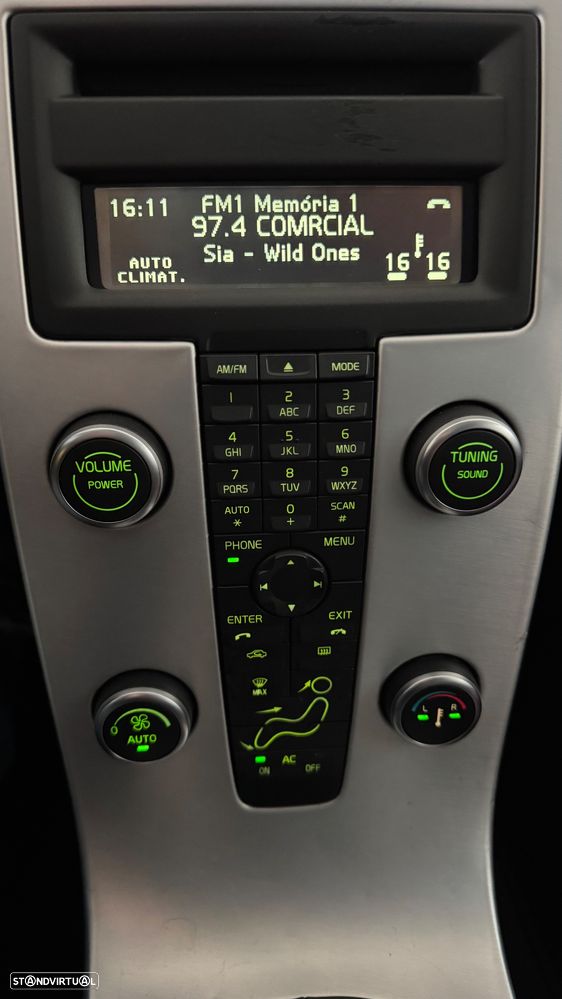 16:11
FM1 Memória 1
97.4 COMRCIAL
Sia - Wild Ones
AUTO
CLIMAT.
16 16
AM/FM
MODE
1
2
ABC
3
DEF
4
GHI
5
JKL
6
MNO
7
PQRS
8
TUV
9
WXYZ
AUTO
*
0
+
SCAN
#
VOLUME
POWER
TUNING
SOUND
PHONE
MENU
ENTER
EXIT
MAX
0
AUTO
L R
AC
ON
OFF
STANDVIRTUAL